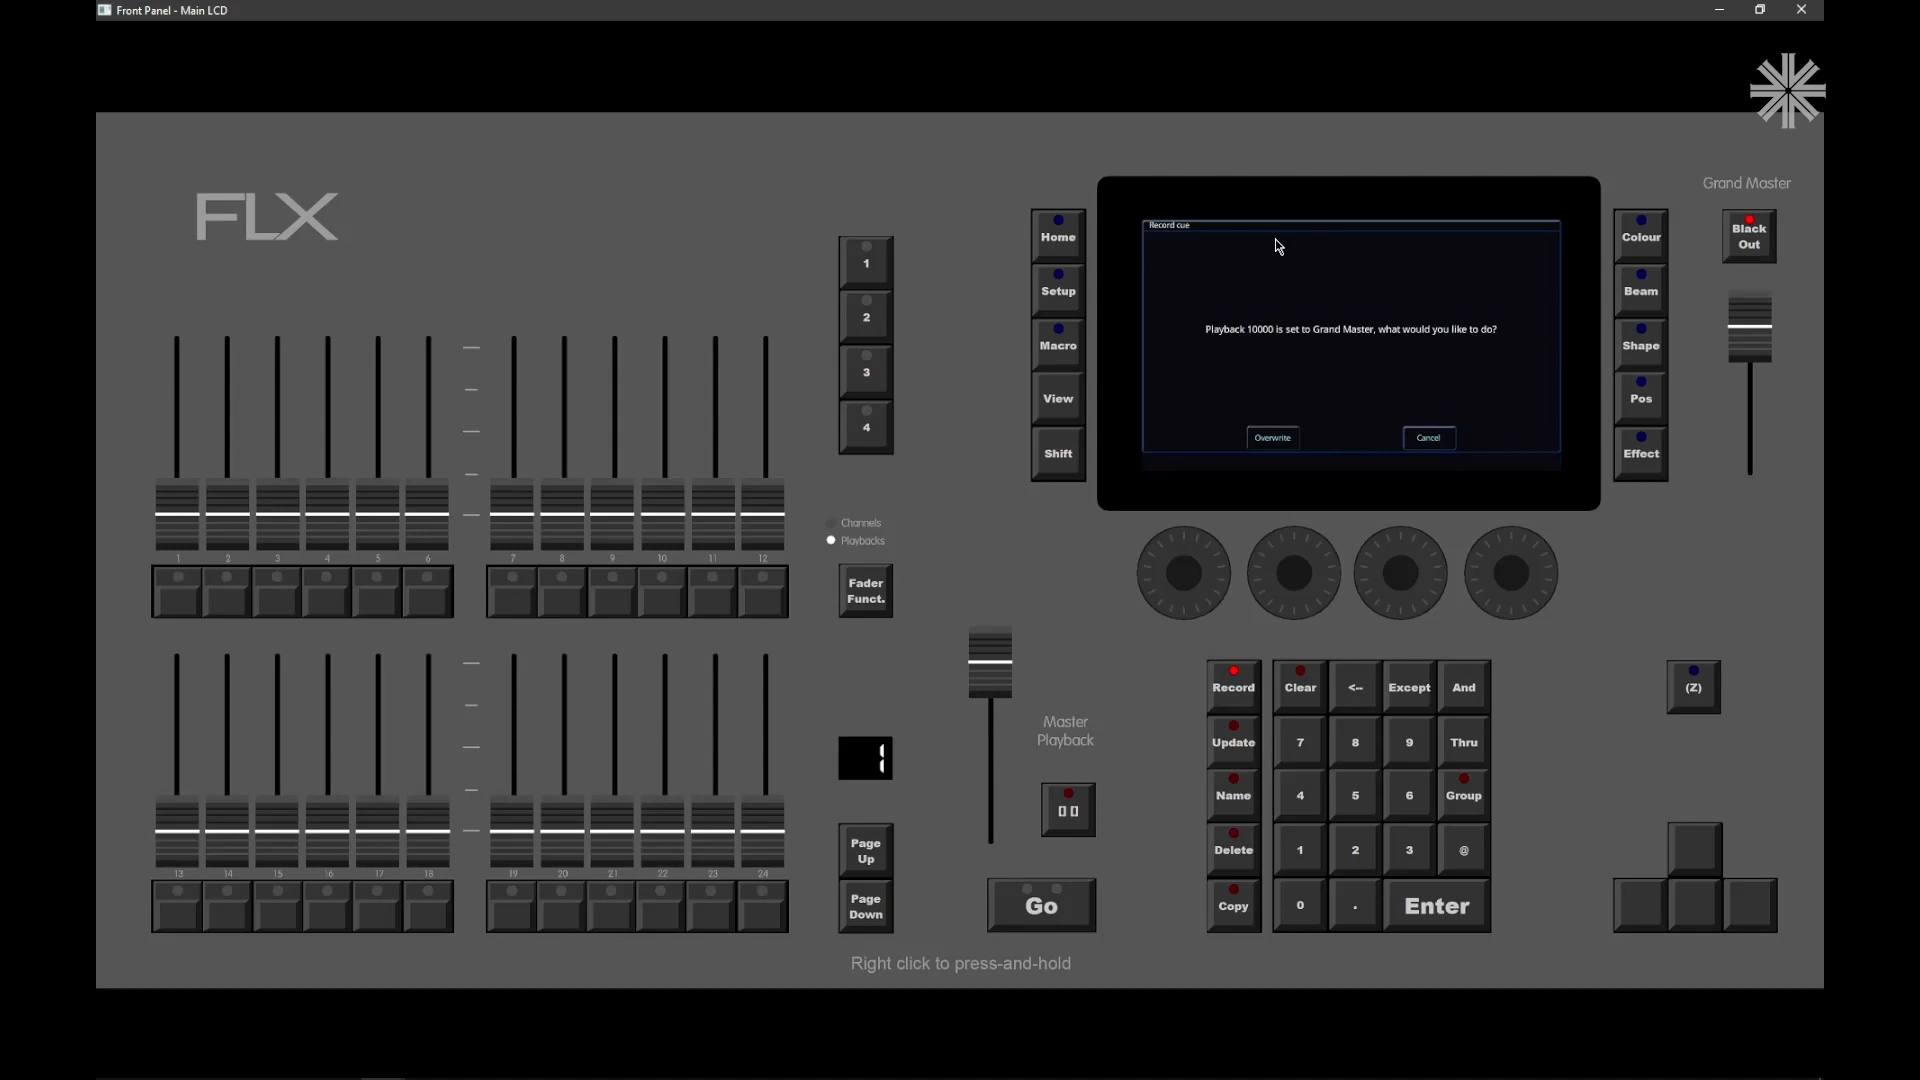 Front Panel - Main LCD
FLX
Grand Master
Home
Setup
Macro
View
Shift
Record cue
Playback 10000 is set to Grand Master, what would you like to do?
Overwrite
Cancel
Colour
Beam
Shape
Pos
Effect
Black
Out
1
2
3
4
Channels
Playbacks
Fader
Funct.
1 2 3 4 5 6 7 8 9 10 11 12
13 14 15 16 17 18 19 20 21 22 23 24
1
Page
Up
Page
Down
Master
Playback
Go
Record Clear <-- Except And
Update 7 8 9 Thru
Name 4 5 6 Group
Delete 1 2 3 @
Copy 0 . Enter
(Z)
Right click to press-and-hold